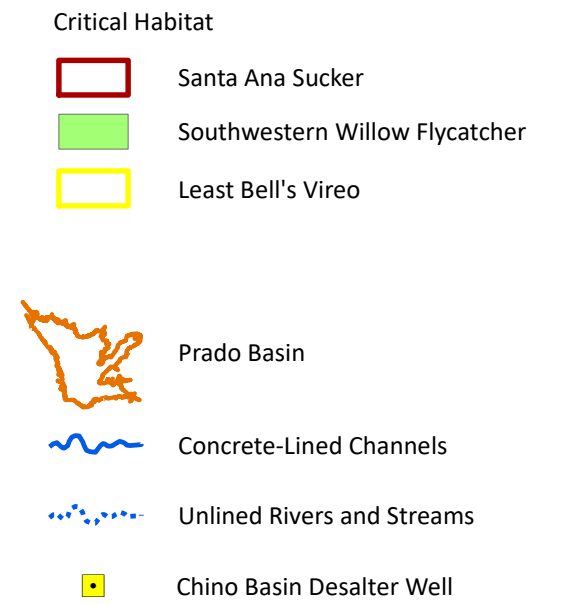 Critical Habitat
Santa Ana Sucker
Southwestern Willow Flycatcher
Least Bell's Vireo
Prado Basin
Concrete-Lined Channels
Unlined Rivers and Streams
Chino Basin Desalter Well